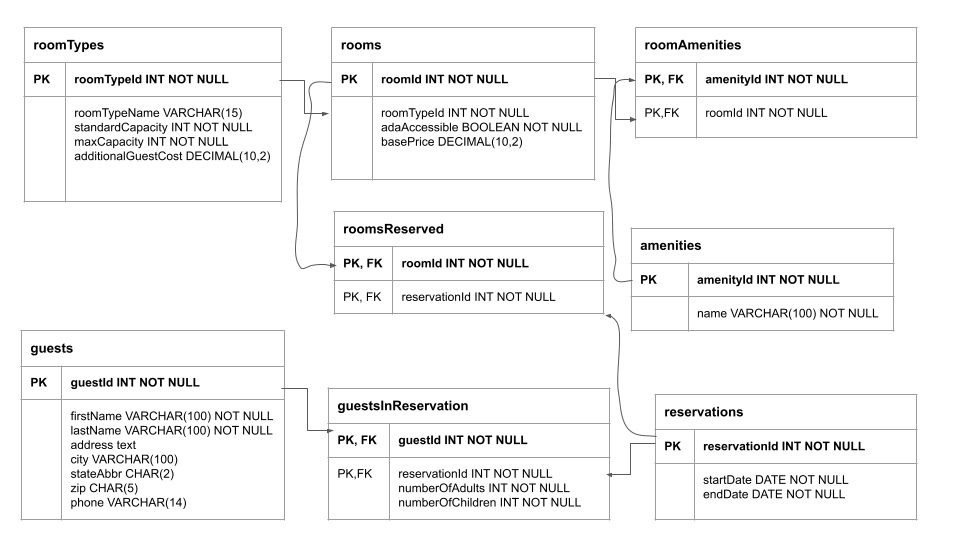 roomTypes
PK roomTypeId INT NOT NULL
roomTypeName VARCHAR(15)
standardCapacity INT NOT NULL
maxCapacity INT NOT NULL
additionalGuestCost DECIMAL(10,2)
rooms
PK roomId INT NOT NULL
roomTypeId INT NOT NULL
adaAccessible BOOLEAN NOT NULL
basePrice DECIMAL(10,2)
roomAmenities
PK, FK amenityId INT NOT NULL
PK,FK roomId INT NOT NULL
roomsReserved
PK, FK roomId INT NOT NULL
PK, FK reservationId INT NOT NULL
amenities
PK amenityId INT NOT NULL
name VARCHAR(100) NOT NULL
guests
PK guestId INT NOT NULL
firstName VARCHAR(100) NOT NULL
lastName VARCHAR(100) NOT NULL
address text
city VARCHAR(100)
stateAbbr CHAR(2)
zip CHAR(5)
phone VARCHAR(14)
guestsInReservation
PK, FK guestId INT NOT NULL
PK,FK reservationId INT NOT NULL
numberOfAdults INT NOT NULL
numberOfChildren INT NOT NULL
reservations
PK reservationId INT NOT NULL
startDate DATE NOT NULL
endDate DATE NOT NULL